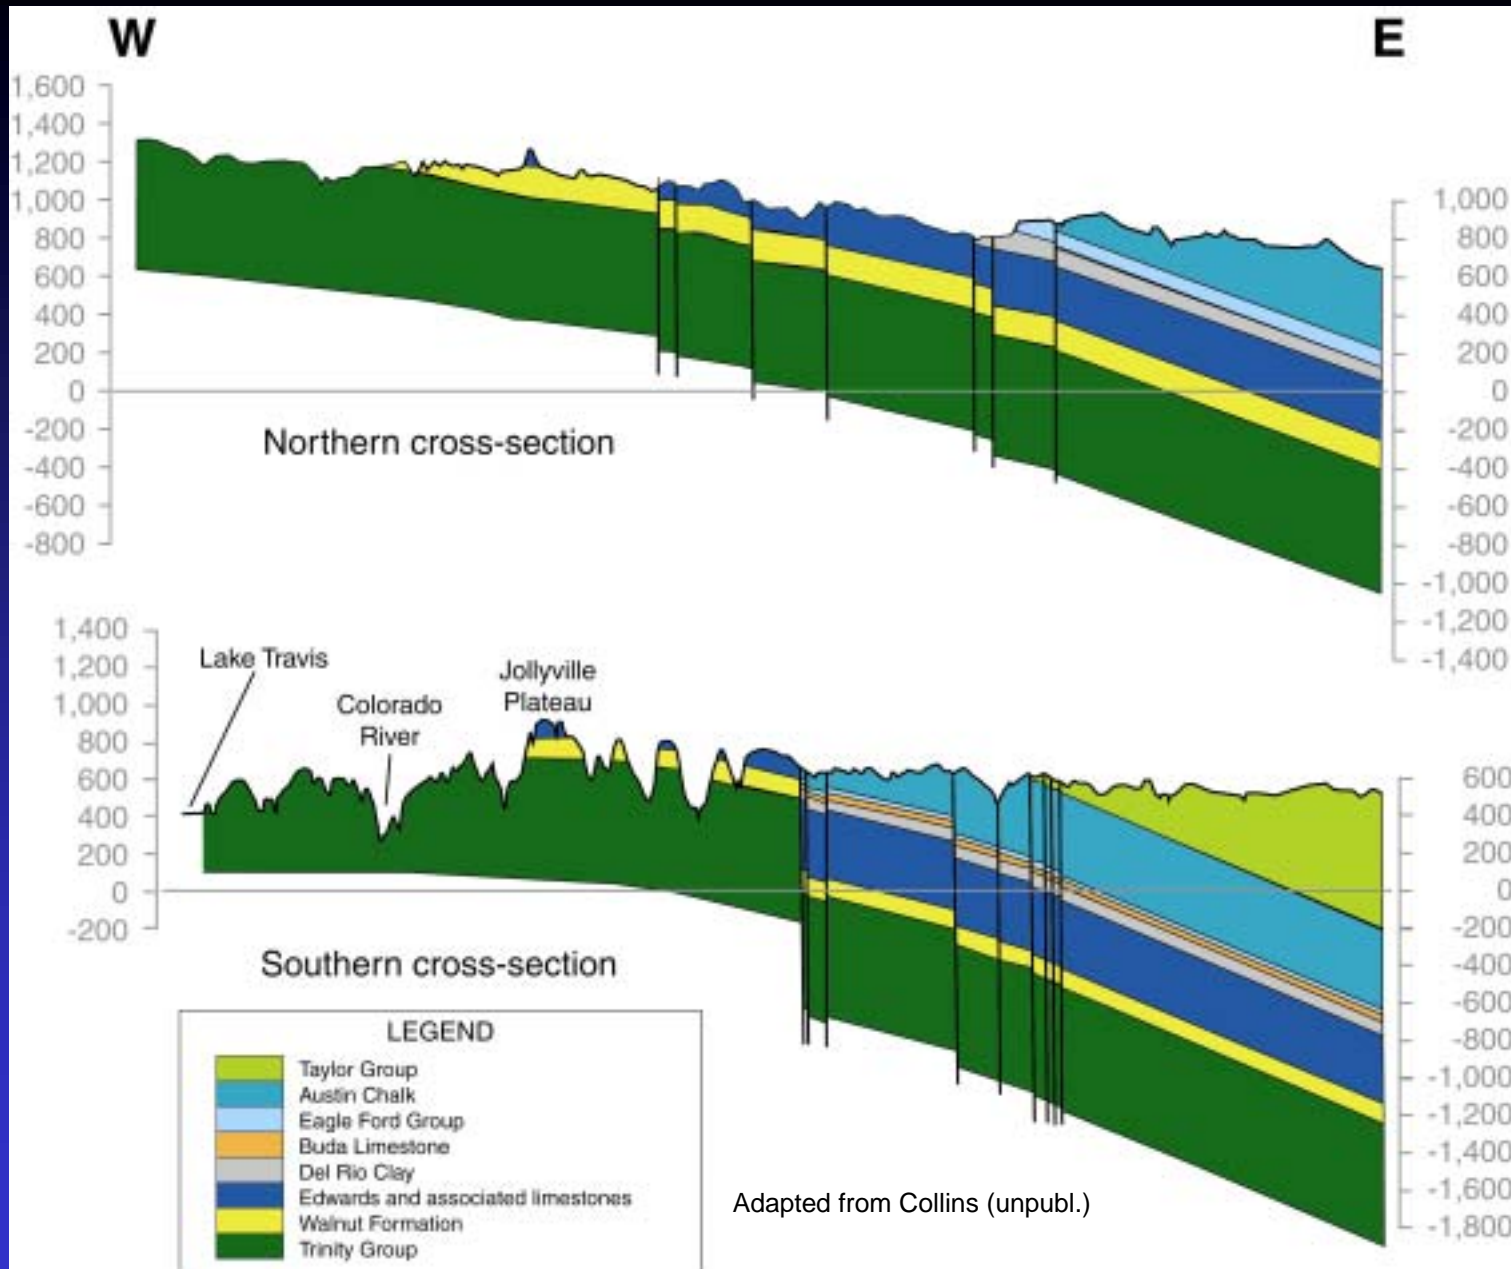 W
E
1,600
1,400
1,200
1,000
800
600
400
200
0
-200
-400
-600
-800
1,000
800
600
400
200
0
-200
-400
-600
-800
-1,000
-1,200
-1,400
Northern cross-section
1,400
1,200
1,000
800
600
400
200
0
-200
Lake Travis
Colorado
River
Jollyville
Plateau
600
400
200
0
-200
-400
-600
-800
-1,000
-1,200
-1,400
-1,600
-1,800
Southern cross-section
LEGEND
Taylor Group
Austin Chalk
Eagle Ford Group
Buda Limestone
Del Rio Clay
Edwards and associated limestones
Walnut Formation
Trinity Group
Adapted from Collins (unpubl.)